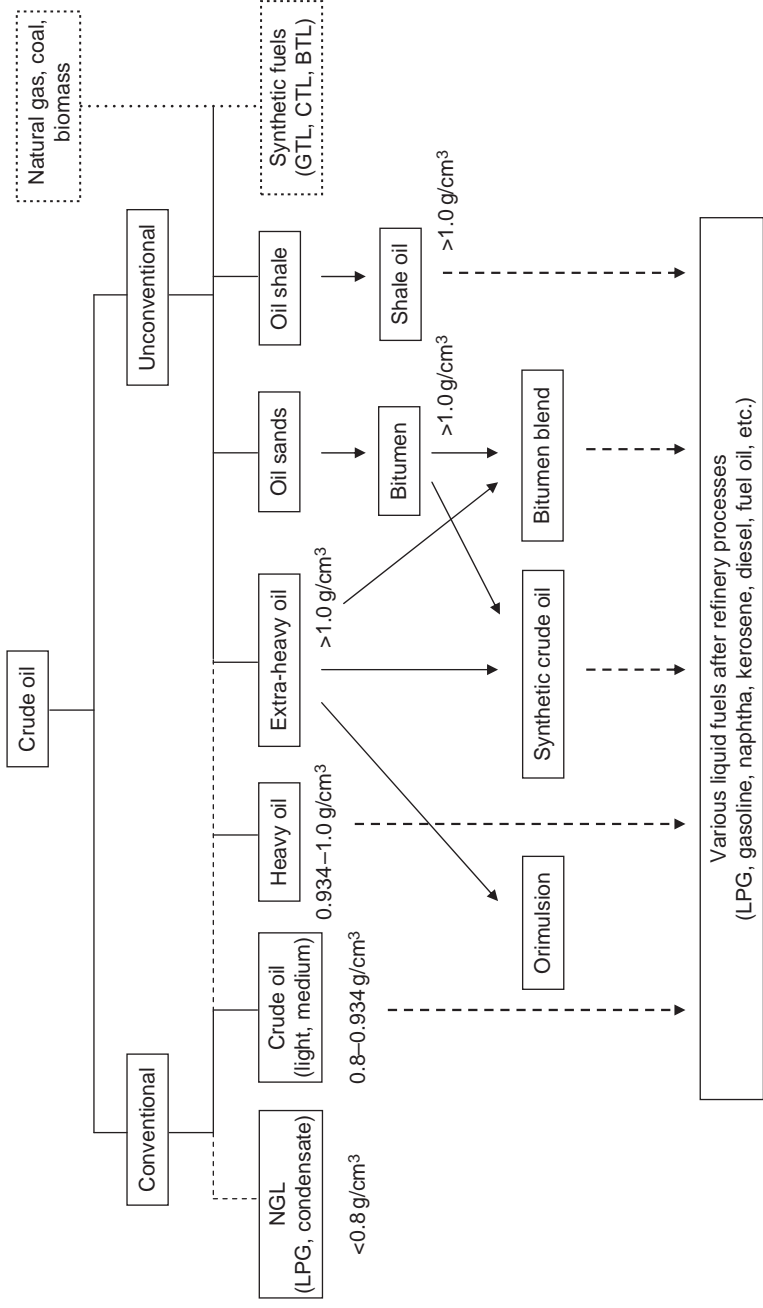 Crude oil
Conventional
Unconventional
Natural gas, coal,
biomass
NGL
(LPG, condensate)
<0.8 g/cm³
Crude oil
(light, medium)
0.8–0.934 g/cm³
Heavy oil
0.934–1.0 g/cm³
Extra-heavy oil
>1.0 g/cm³
Oil sands
Oil shale
Synthetic fuels
(GTL, CTL, BTL)
Bitumen
>1.0 g/cm³
Shale oil
>1.0 g/cm³
Orimulsion
Synthetic crude oil
Bitumen blend
Various liquid fuels after refinery processes
(LPG, gasoline, naphtha, kerosene, diesel, fuel oil, etc.)